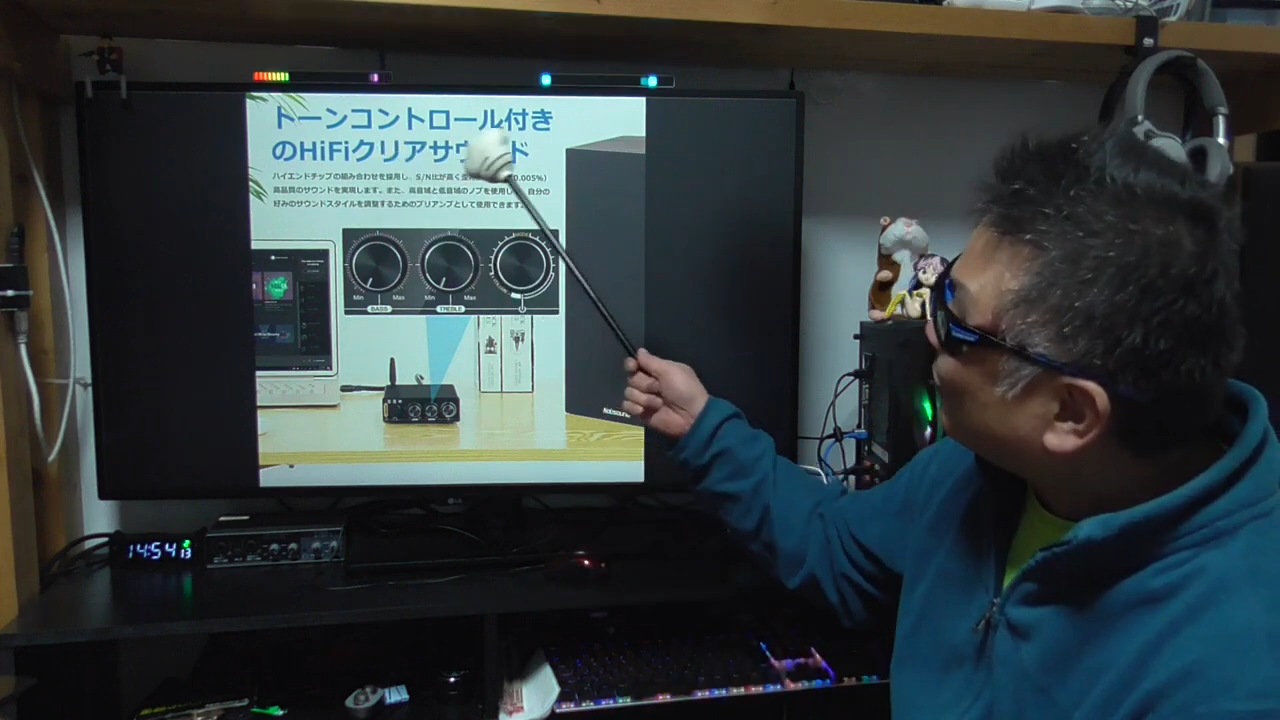 トーンコントロール付き
のHiFiクリアサウンド
ハイエンドチップの組み合わせを採用し、S/N比が高く 0.005%)
高品質のサウンドを実現します。また、高音域と低音域のノブを使用し 自分の
好みのサウンドスタイルを調整するためのプリアンプとして使用できます。
Min Max Min Max
BASS TREBLE
Nobsound
LG
14:54 13